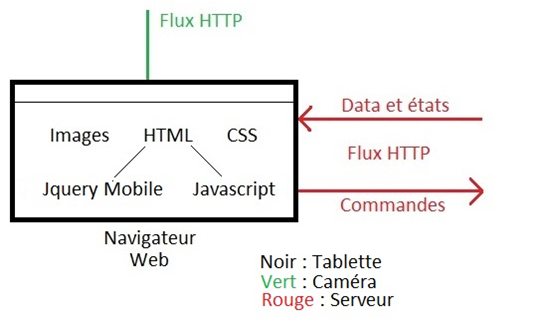 Flux HTTP
Data et états
Images HTML CSS
Flux HTTP
Jquery Mobile Javascript
Commandes
Navigateur
Web
Noir : Tablette
Vert : Caméra
Rouge : Serveur